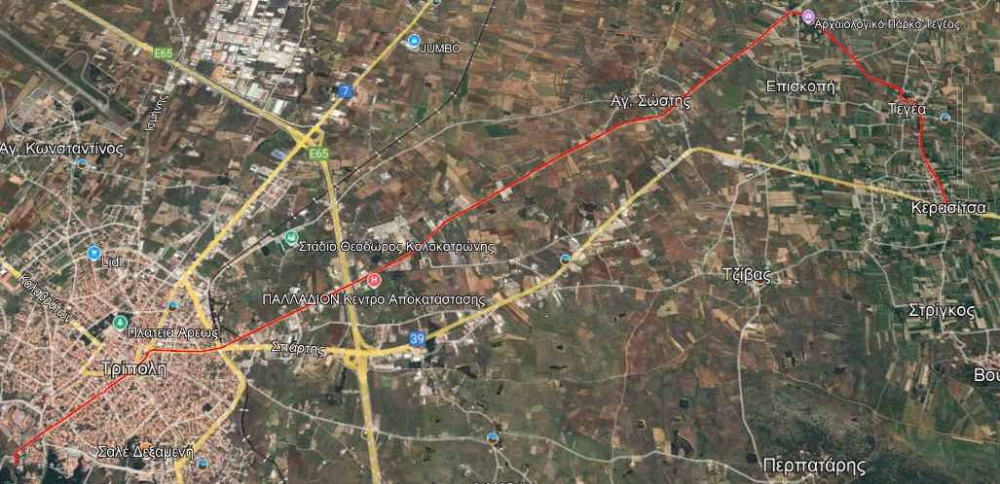 Αρχαιολογικό Πάρκο Τεγέας
JUMBO
E65
Ισμήνης
7
Επισκοπή
Αγ. Σώστης
Τεγέα
Αγ. Κωνσταντίνος
E65
Κερασίτσα
Στάδιο Θεόδωρος Κολοκοτρώνης
Lidl
Τζίβας
Καλαβρύτων
ΠΑΛΛΑΔΙΟΝ Κέντρο Αποκατάστασης
Στρίγκος
Πλατεία Άρεως
39
Σπάρτης
Τρίπολη
Βου
Σαλέ Δεξαμενή
Περπατάρης